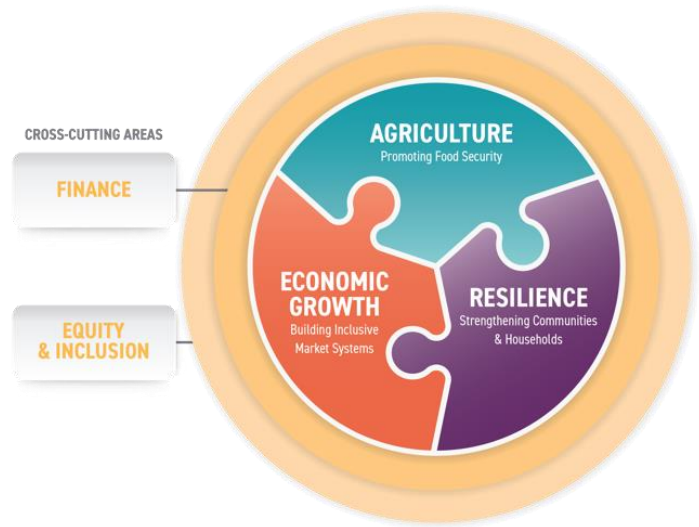 CROSS-CUTTING AREAS
FINANCE
EQUITY
& INCLUSION
AGRICULTURE
Promoting Food Security
ECONOMIC
GROWTH
Building Inclusive
Market Systems
RESILIENCE
Strengthening Communities
& Households